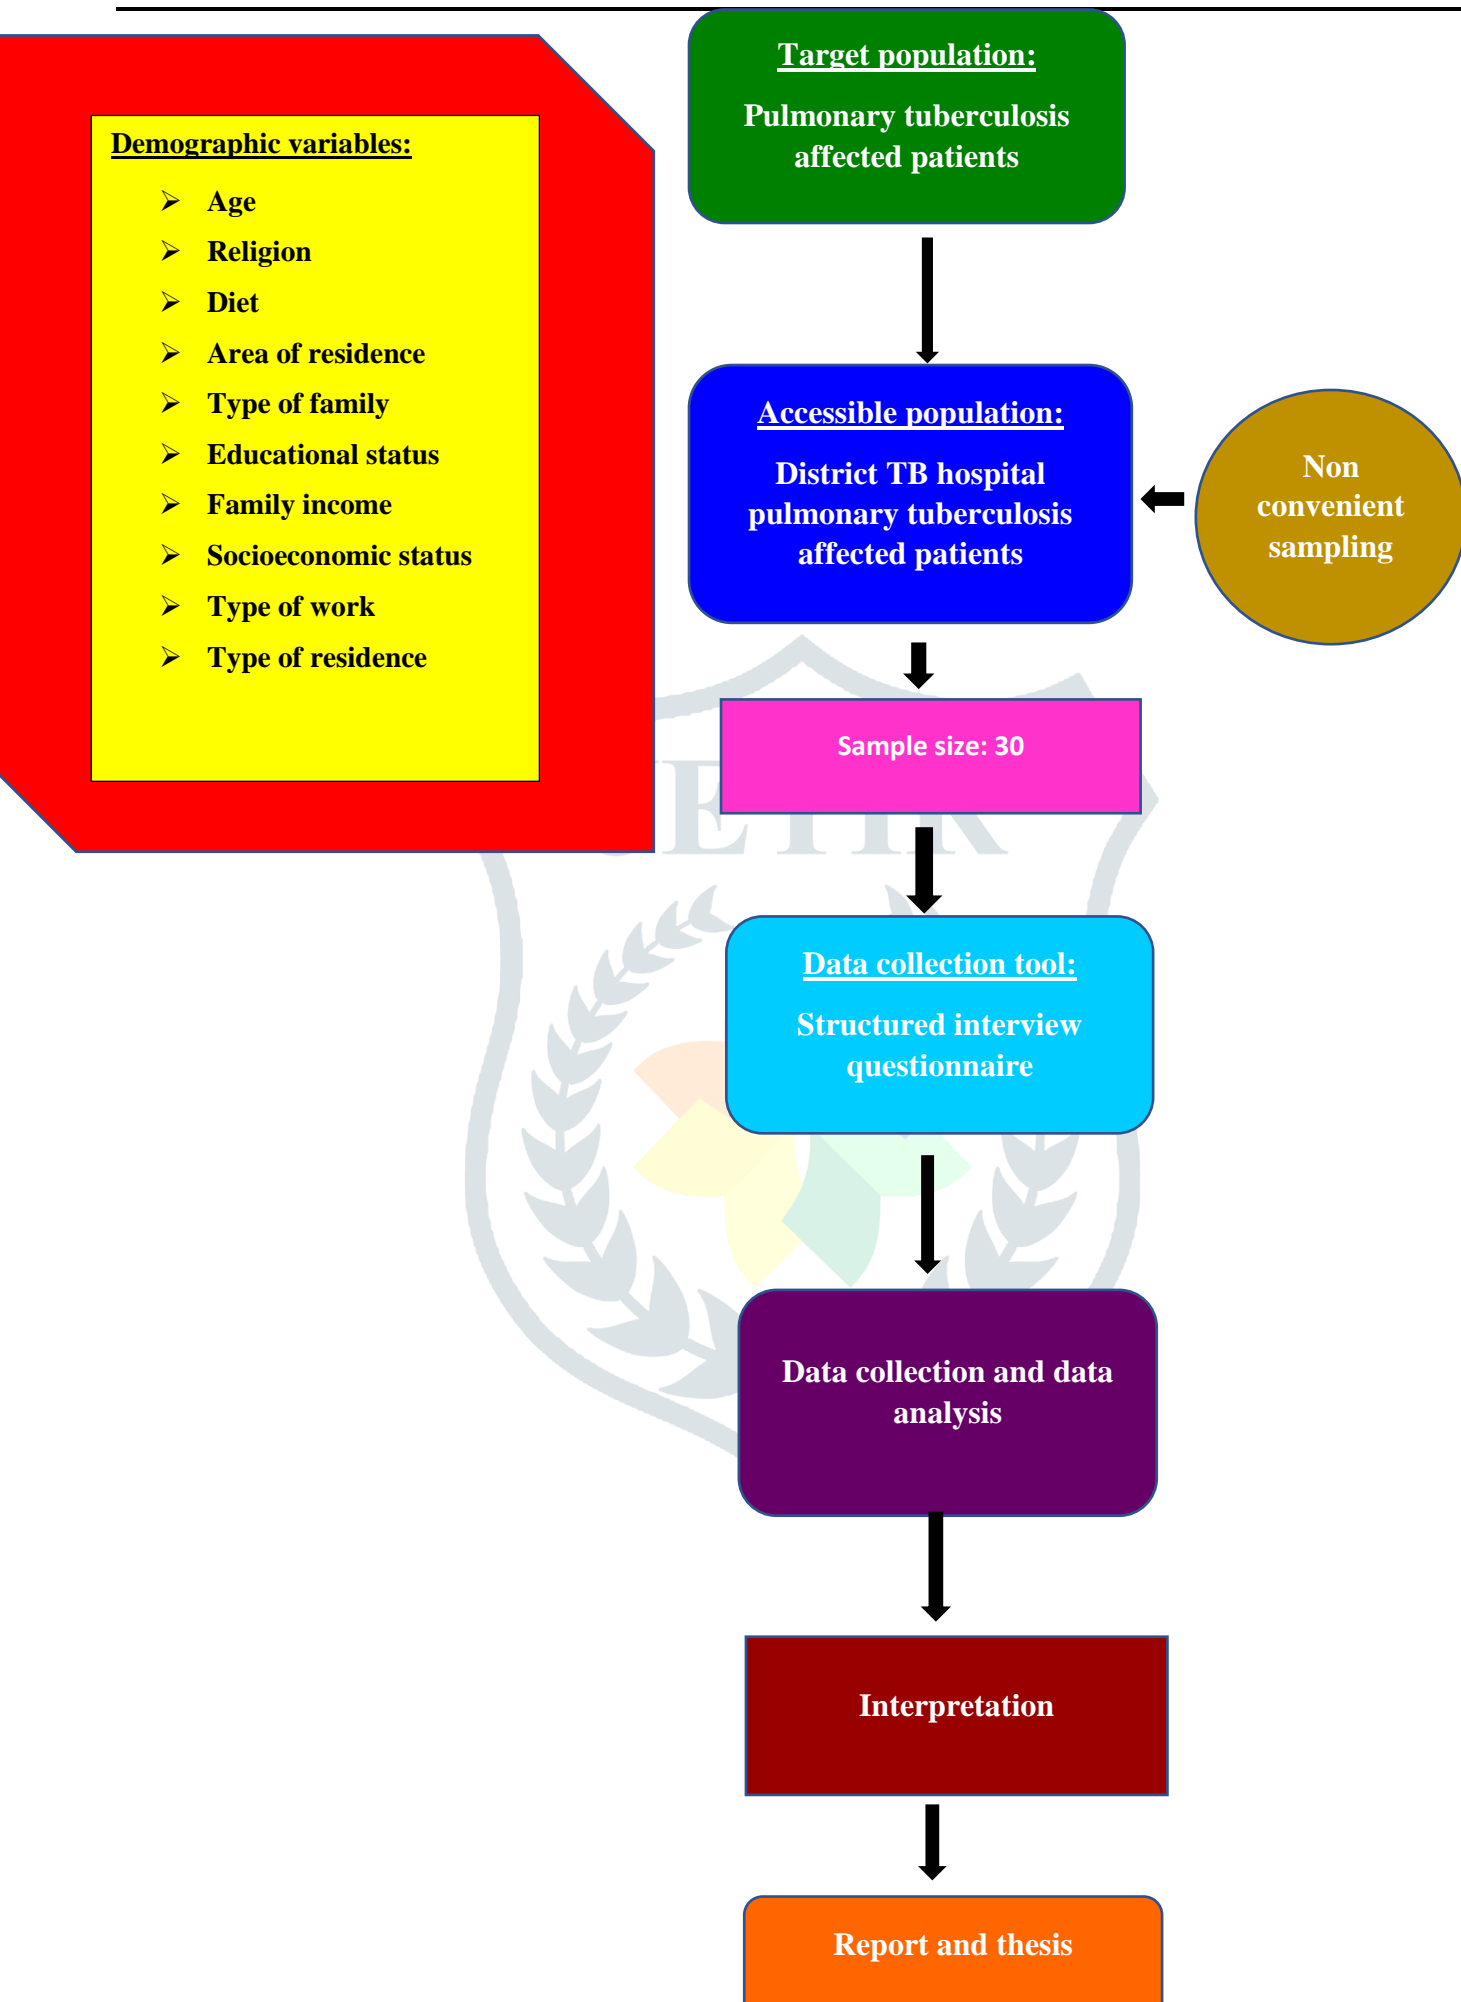 Demographic variables:
➢ Age
➢ Religion
➢ Diet
➢ Area of residence
➢ Type of family
➢ Educational status
➢ Family income
➢ Socioeconomic status
➢ Type of work
➢ Type of residence
Target population:
Pulmonary tuberculosis
affected patients
Accessible population:
District TB hospital
pulmonary tuberculosis
affected patients
Non
convenient
sampling
Sample size: 30
Data collection tool:
Structured interview
questionnaire
Data collection and data
analysis
Interpretation
Report and thesis